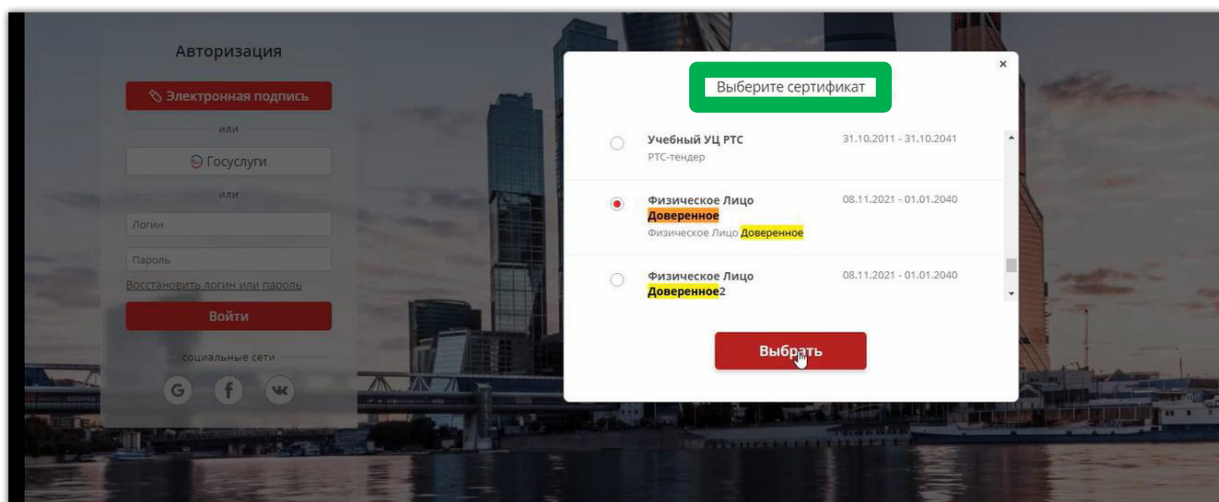 Авторизация
Электронная подпись
или
Госуслуги
или
Логин
Пароль
Восстановить логин или пароль
Войти
социальные сети
G f
Выберите сертификат
×
Учебный УЦ РТС 31.10.2011 - 31.10.2041
РТС-тендер
Физическое Лицо 08.11.2021 - 01.01.2040
Доверенное
Физическое Лицо Доверенное
Физическое Лицо 08.11.2021 - 01.01.2040
Доверенное2
Выбрать